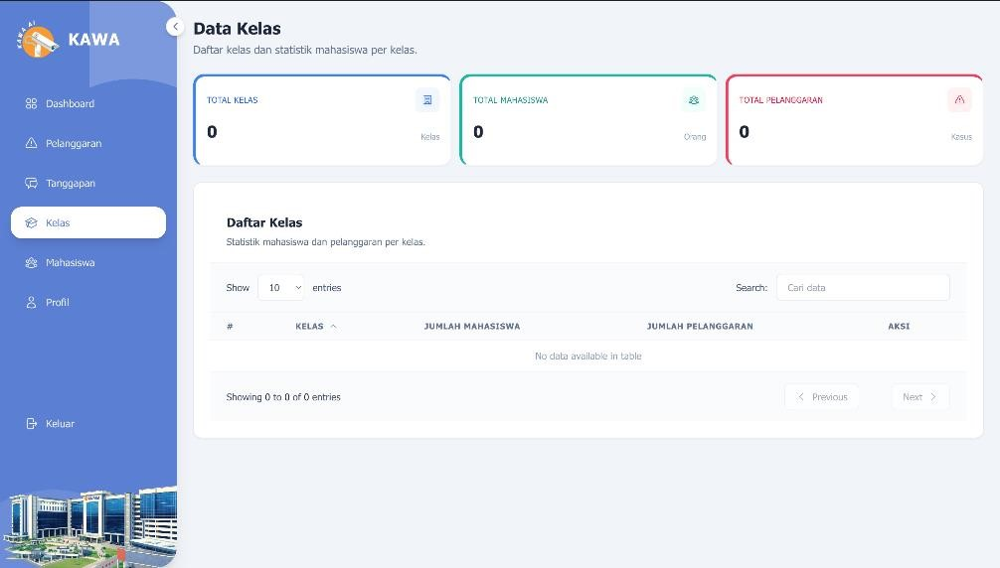 KAWA AI
KAWA
Dashboard
Pelanggaran
Tanggapan
Kelas
Mahasiswa
Profil
Keluar
Data Kelas
Daftar kelas dan statistik mahasiswa per kelas.
TOTAL KELAS
0
Kelas
TOTAL MAHASISWA
0
Orang
TOTAL PELANGGARAN
0
Kasus
Daftar Kelas
Statistik mahasiswa dan pelanggaran per kelas.
Show 10 entries
Search: Cari data
# KELAS JUMLAH MAHASISWA JUMLAH PELANGGARAN AKSI
No data available in table
Showing 0 to 0 of 0 entries
Previous Next